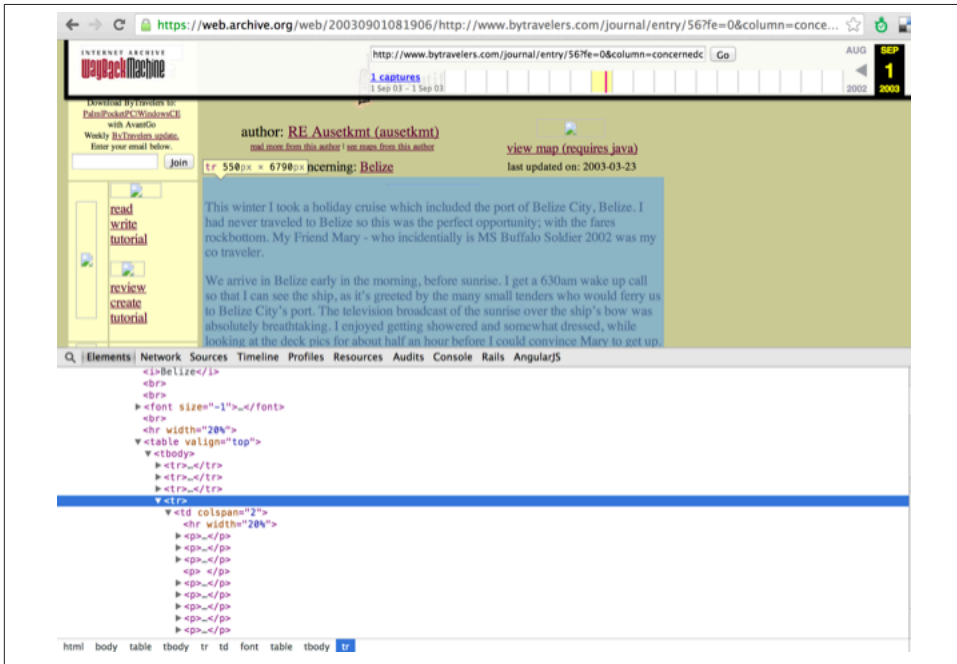 https://web.archive.org/web/20030901081906/http://www.bytravelers.com/journal/entry/56?fe=0&column=conce...
INTERNET ARCHIVE
WayBackMachine
http://www.bytravelers.com/journal/entry/56?fe=0&column=concernedc
Go
1 captures
1 Sep 03 - 1 Sep 03
AUG
SEP
1
2002
2003
Download ByTravelers to:
Palm|PocketPC|WindowsCE
with AvantGo
Weekly ByTravelers update.
Enter your email below.
Join
read
write
tutorial
review
create
tutorial
author: RE Ausetkmt (ausetkmt)
read more from this author | see maps from this author
view map (requires java)
tr 550px × 6790px
ncerning: Belize
last updated on: 2003-03-23
This winter I took a holiday cruise which included the port of Belize City, Belize. I
had never traveled to Belize so this was the perfect opportunity; with the fares
rockbottom. My Friend Mary - who incidentially is MS Buffalo Soldier 2002 was my
co traveler.
We arrive in Belize early in the morning, before sunrise. I get a 630am wake up call
so that I can see the ship, as it's greeted by the many small tenders who would ferry us
to Belize City's port. The television broadcast of the sunrise over the ship's bow was
absolutely breathtaking. I enjoyed getting showered and somewhat dressed, while
looking at the deck pics for about half an hour before I could convince Mary to get up.
Elements Network Sources Timeline Profiles Resources Audits Console Rails AngularJS
<i>Belize</i>
<br>
<br>
<font size="-1">…</font>
<br>
<hr width="20%">
<table valign="top">
<tbody>
<tr>…</tr>
<tr>…</tr>
<tr>…</tr>
<tr>
<td colspan="2">
<hr width="20%">
<p>…</p>
<p>…</p>
<p>…</p>
<p> </p>
<p>…</p>
<p>…</p>
<p>…</p>
<p>…</p>
<p>…</p>
html body table tbody tr td font table tbody tr